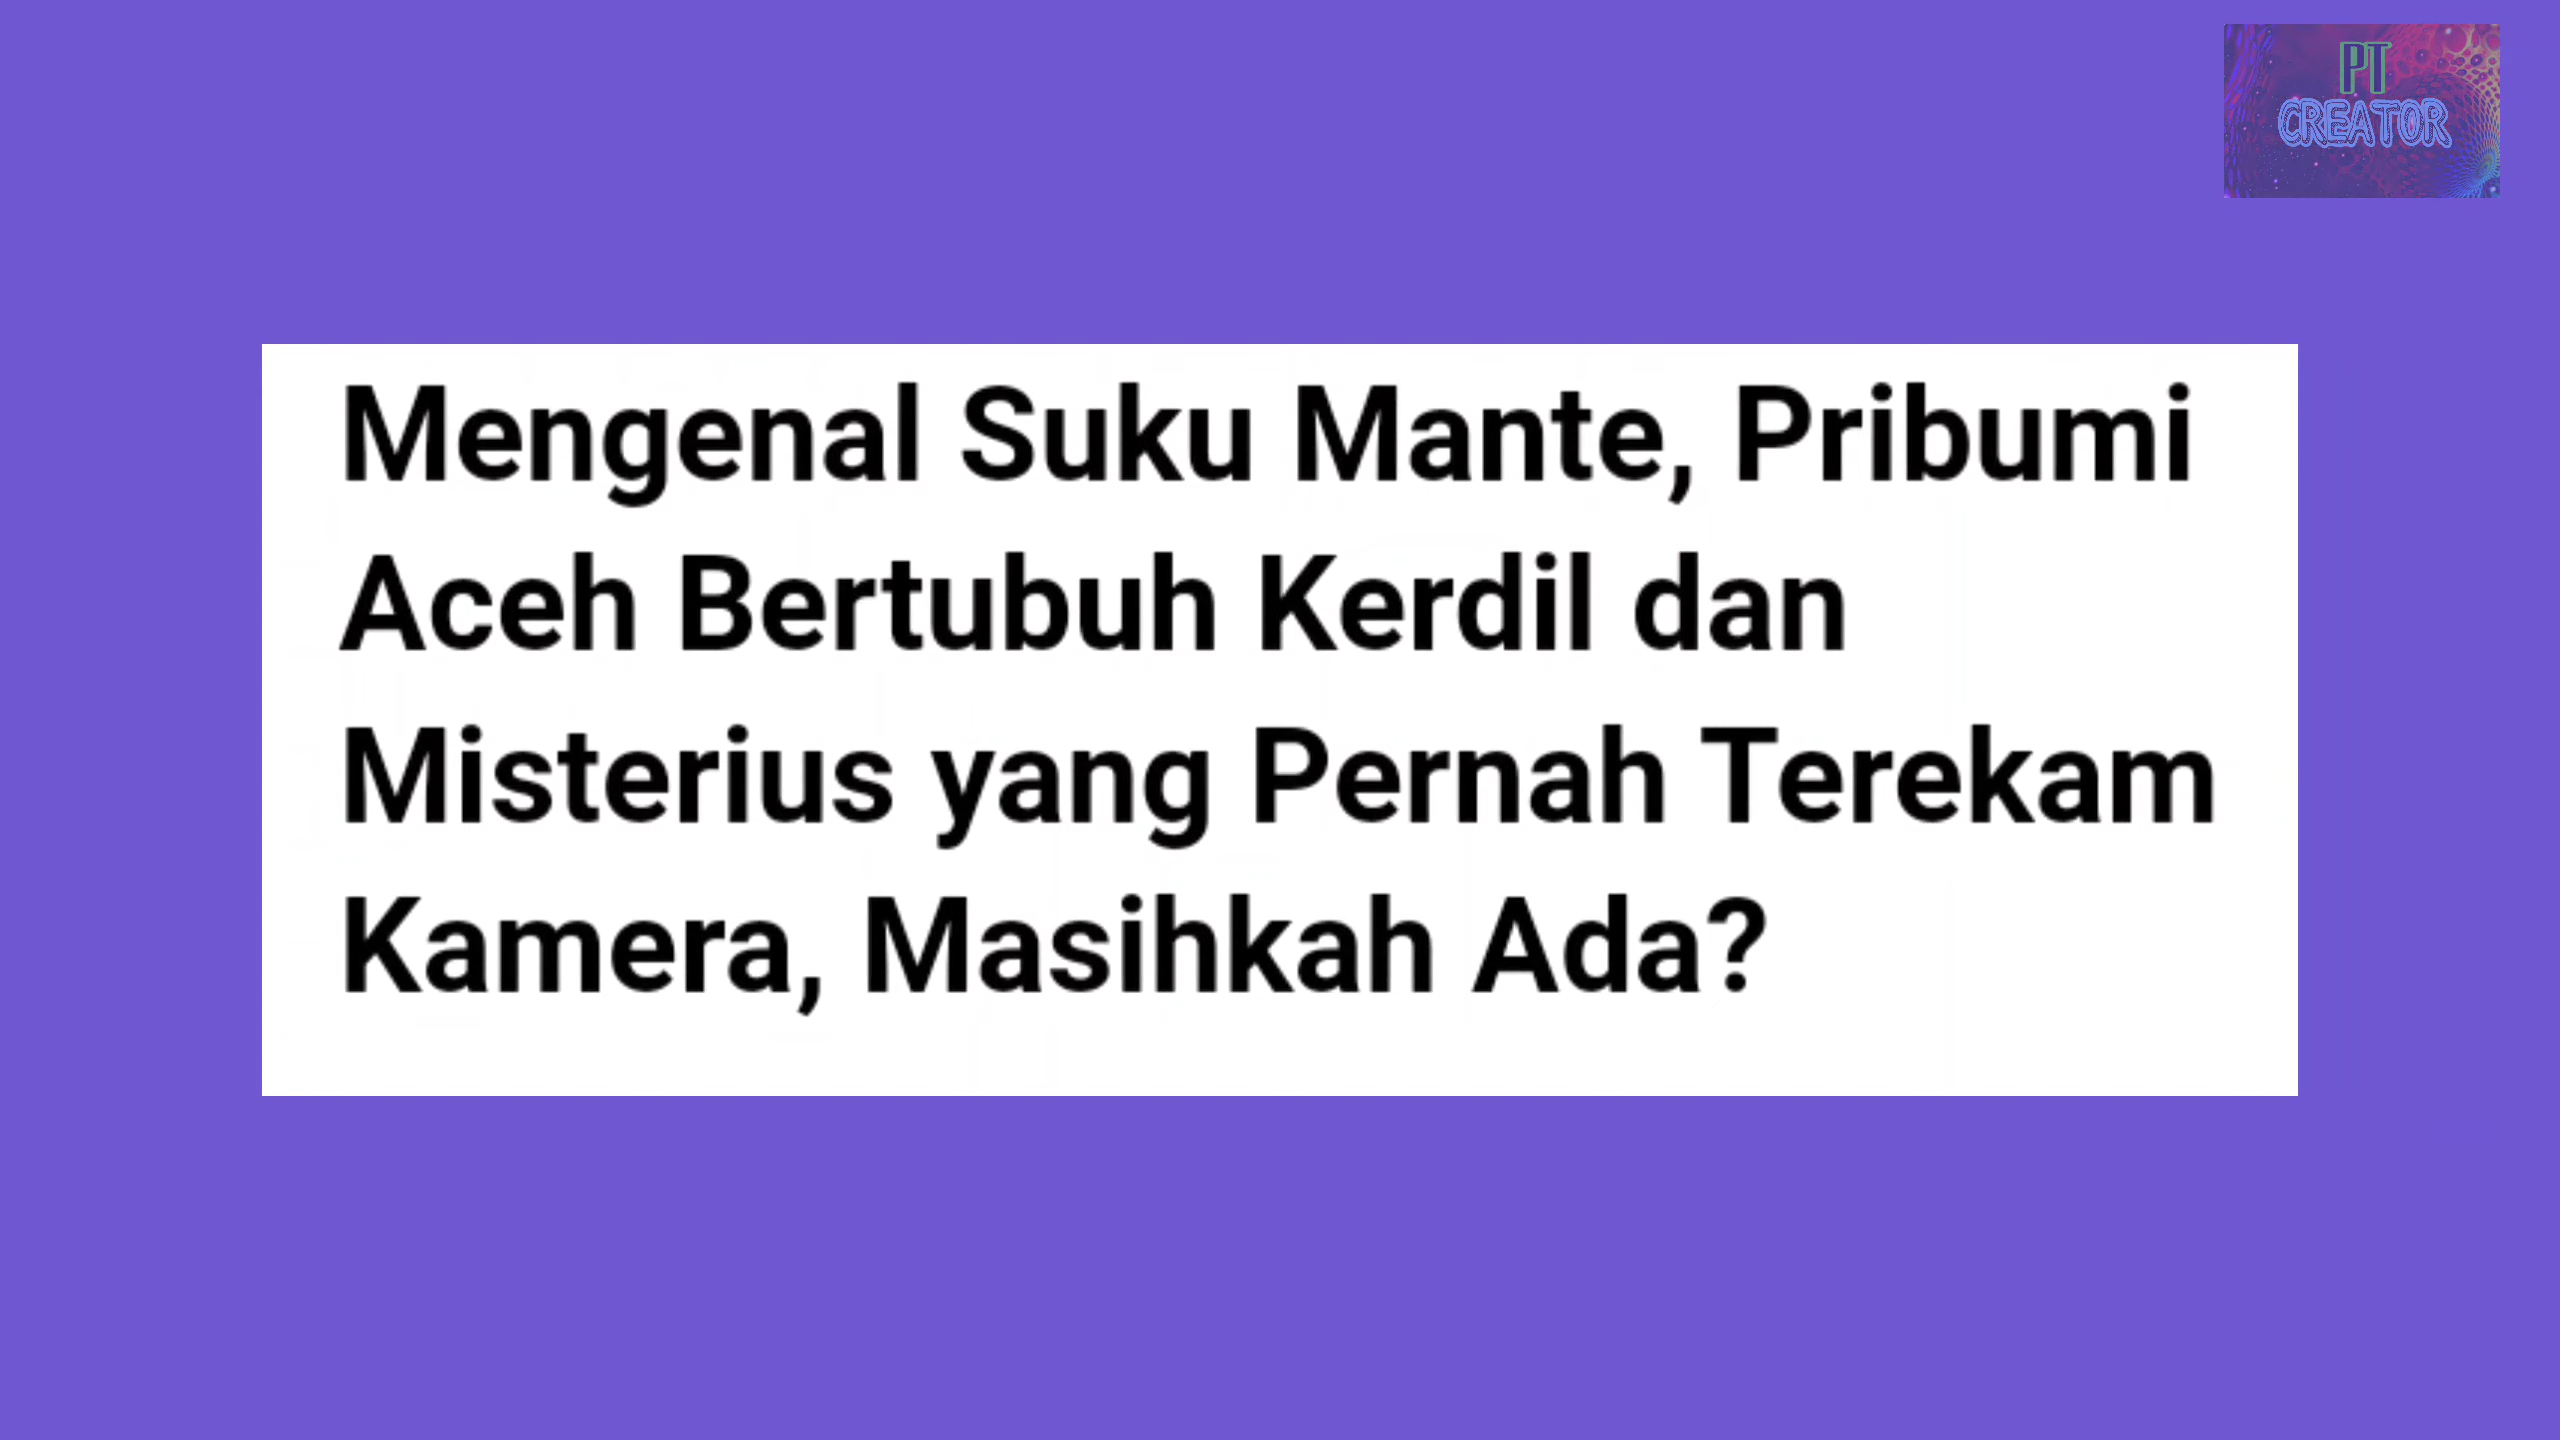 PT
CREATOR
Mengenal Suku Mante, Pribumi
Aceh Bertubuh Kerdil dan
Misterius yang Pernah Terekam
Kamera, Masihkah Ada?